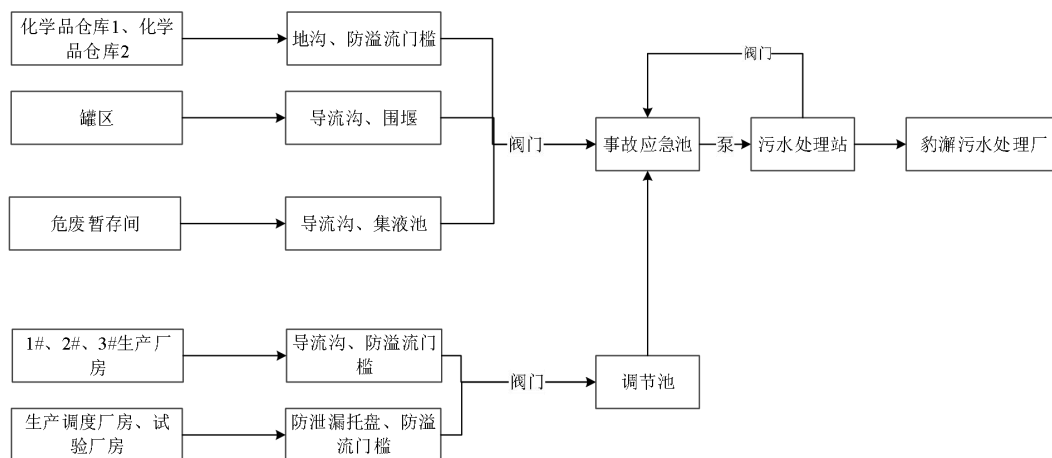 化学品仓库1、化学
品仓库2
地沟、防溢流门槛
阀门
罐区
导流沟、围堰
阀门
事故应急池
泵
污水处理站
豹澥污水处理厂
危废暂存间
导流沟、集液池
1#、2#、3#生产厂
房
导流沟、防溢流门
槛
阀门
调节池
生产调度厂房、试
验厂房
防泄漏托盘、防溢
流门槛